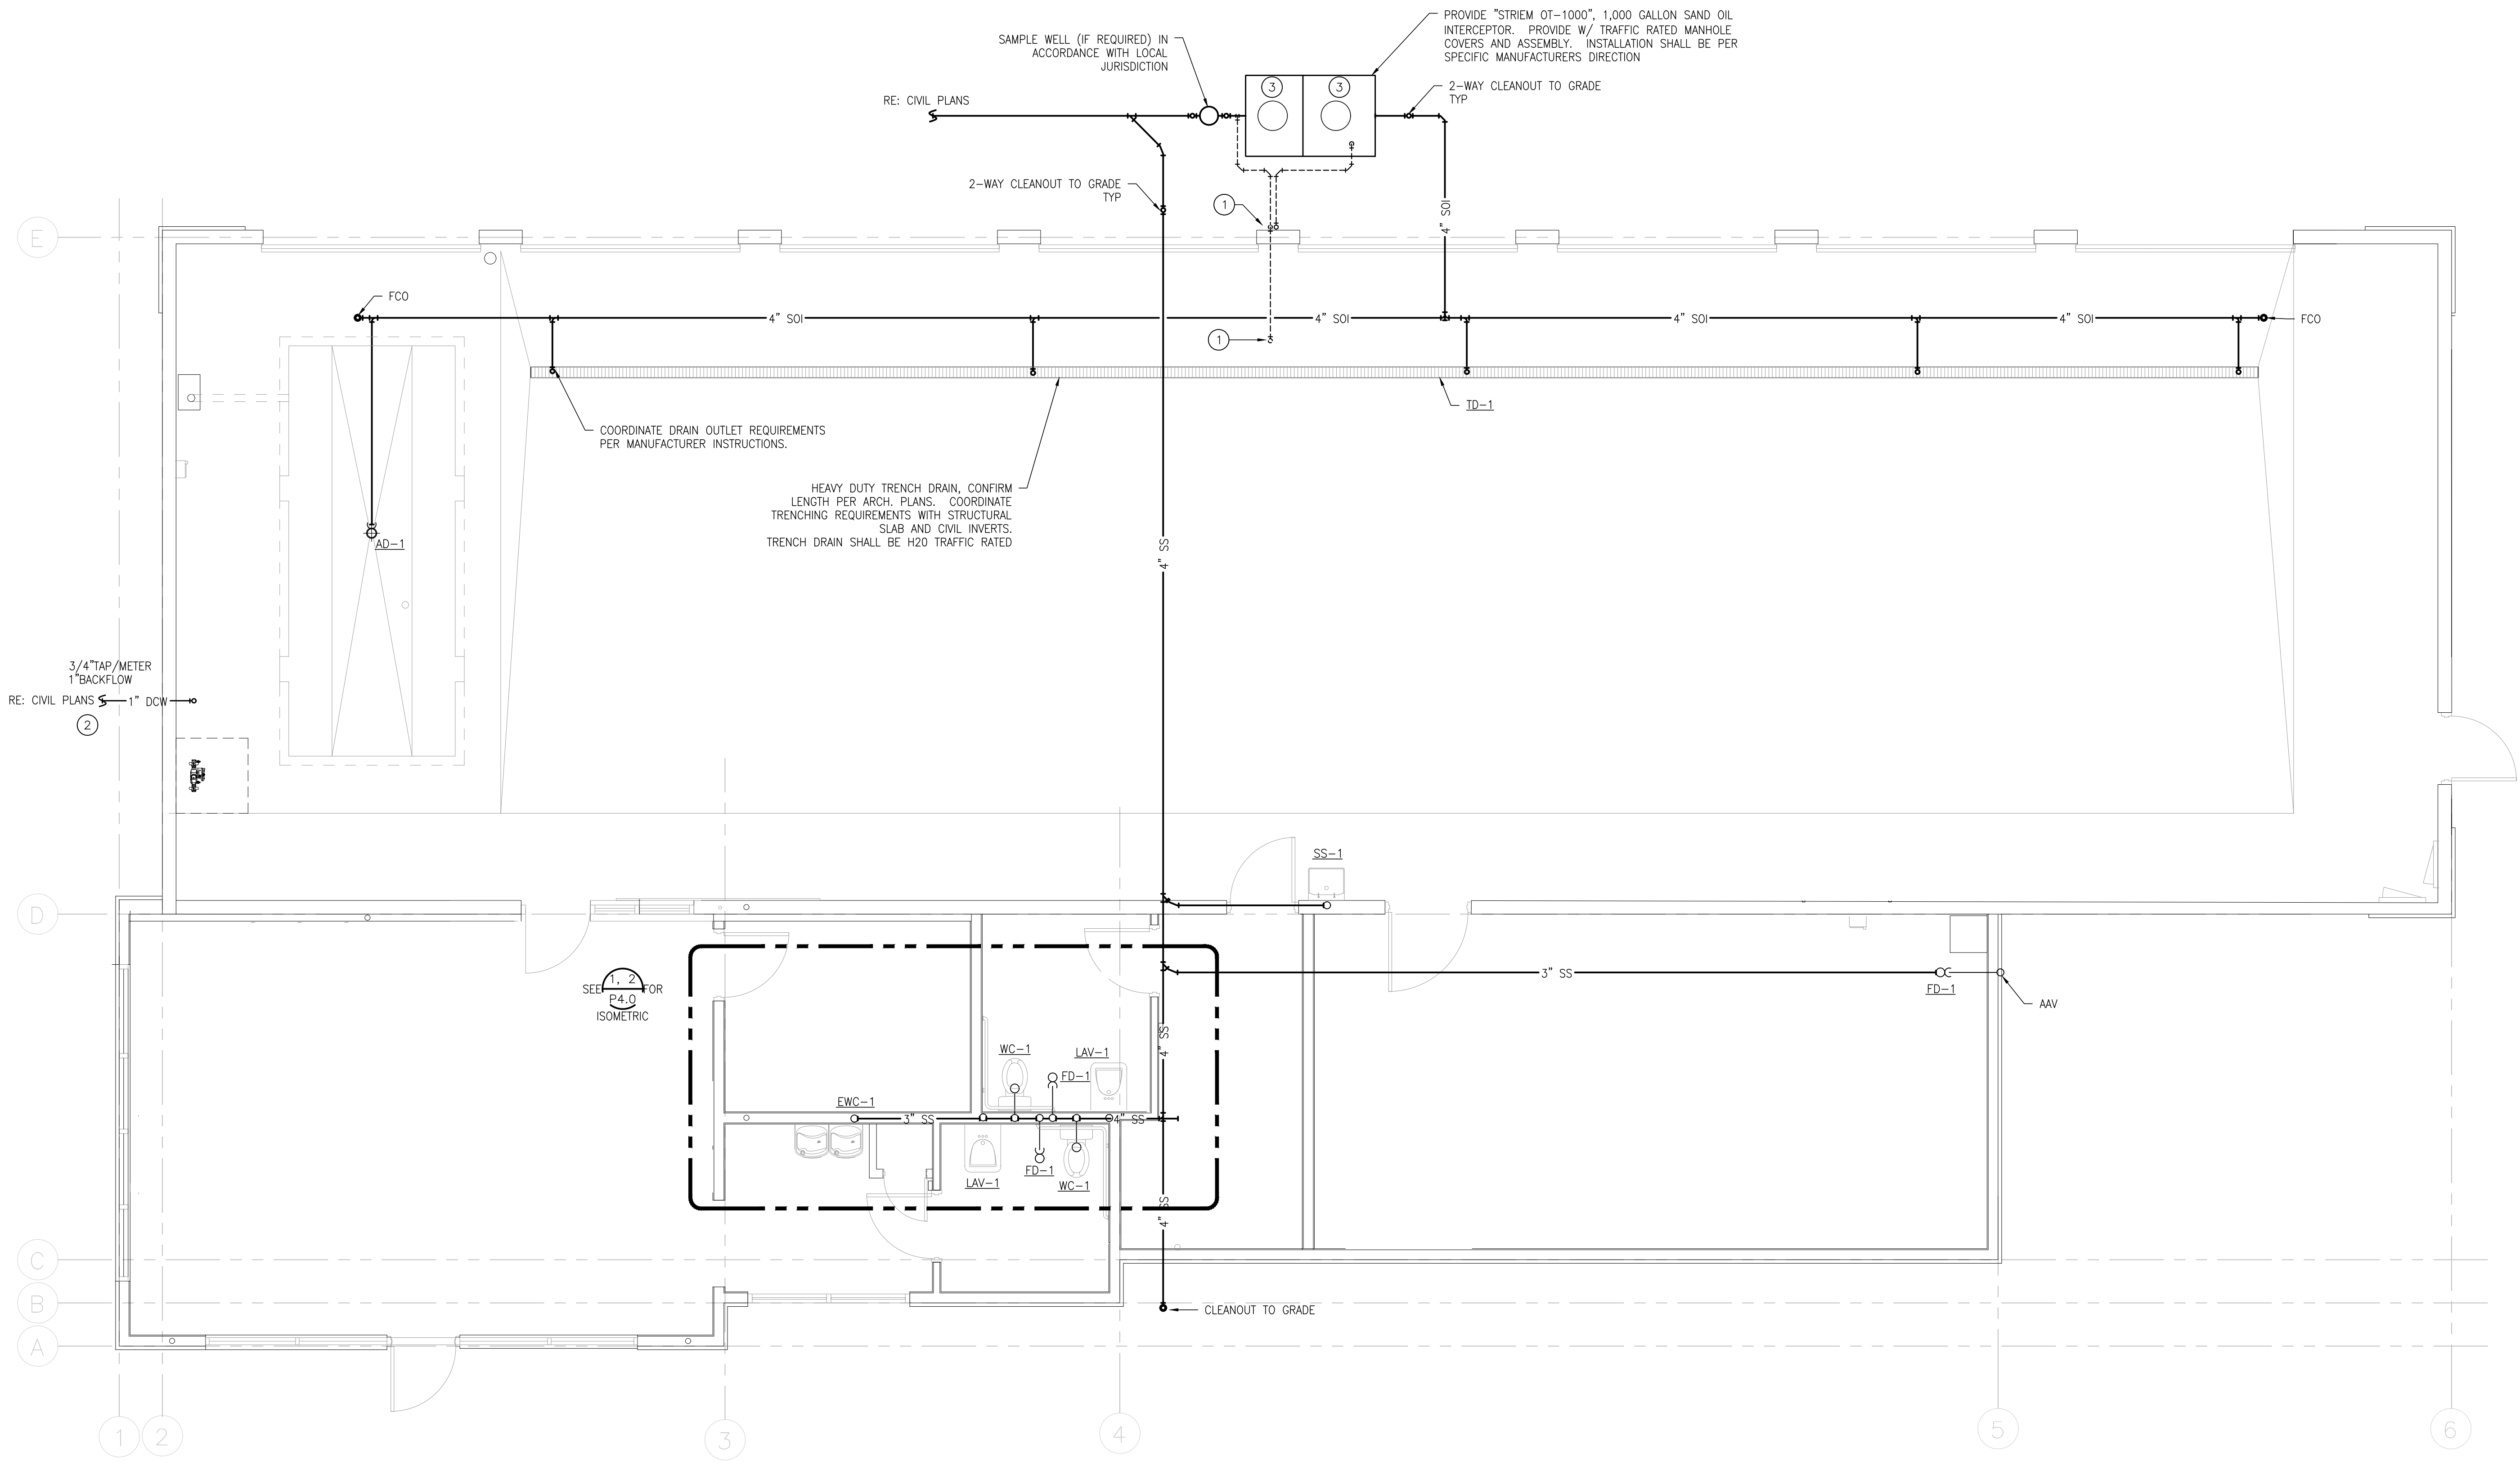 PROVIDE "STRIEM OT-1000", 1,000 GALLON SAND OIL
INTERCEPTOR. PROVIDE W/ TRAFFIC RATED MANHOLE
COVERS AND ASSEMBLY. INSTALLATION SHALL BE PER
SPECIFIC MANUFACTURERS DIRECTION
SAMPLE WELL (IF REQUIRED) IN
ACCORDANCE WITH LOCAL
JURISDICTION
3
3
2-WAY CLEANOUT TO GRADE
TYP
RE: CIVIL PLANS
2-WAY CLEANOUT TO GRADE
TYP
1
4" SOI
E
FCO
4" SOI
4" SOI
4" SOI
4" SOI
FCO
1
TD-1
COORDINATE DRAIN OUTLET REQUIREMENTS
PER MANUFACTURER INSTRUCTIONS.
HEAVY DUTY TRENCH DRAIN, CONFIRM
LENGTH PER ARCH. PLANS. COORDINATE
TRENCHING REQUIREMENTS WITH STRUCTURAL
SLAB AND CIVIL INVERTS.
TRENCH DRAIN SHALL BE H20 TRAFFIC RATED
AD-1
4" SS
3/4"TAP/METER
1"BACKFLOW
RE: CIVIL PLANS
1" DCW
2
SS-1
D
1, 2
SEE
FOR
P4.0
ISOMETRIC
3" SS
FD-1
AAV
4" SS
WC-1
LAV-1
FD-1
EWC-1
3" SS
4" SS
FD-1
LAV-1
WC-1
4" SS
C
B
CLEANOUT TO GRADE
A
1
2
3
4
5
6